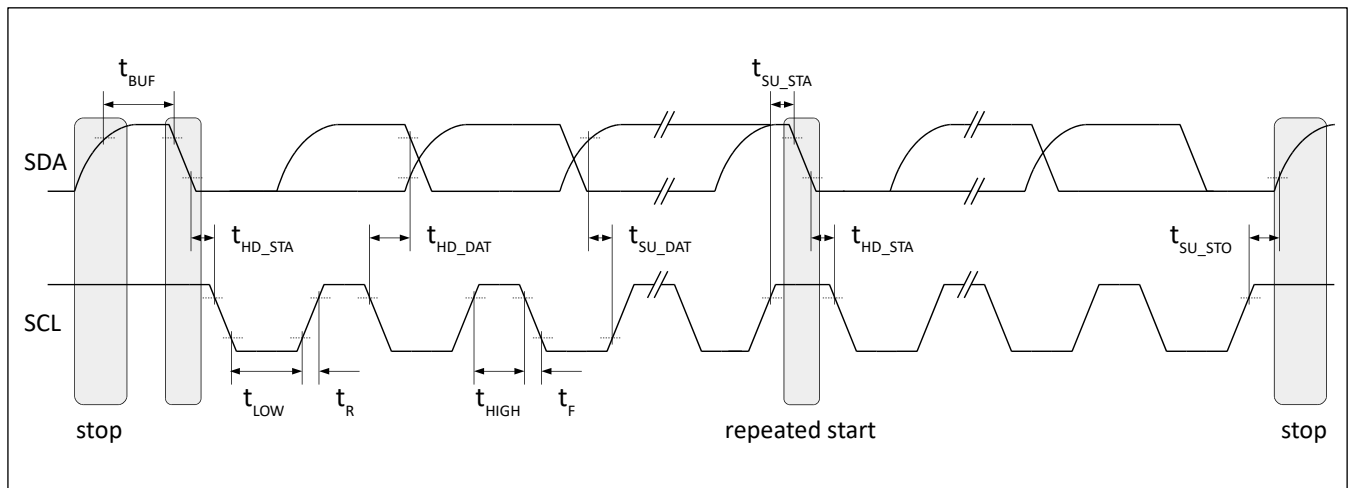 t_BUF
t_SU_STA
SDA
t_HD_STA
t_HD_DAT
t_SU_DAT
t_HD_STA
t_SU_STO
SCL
t_LOW
t_R
t_HIGH
t_F
stop
repeated start
stop